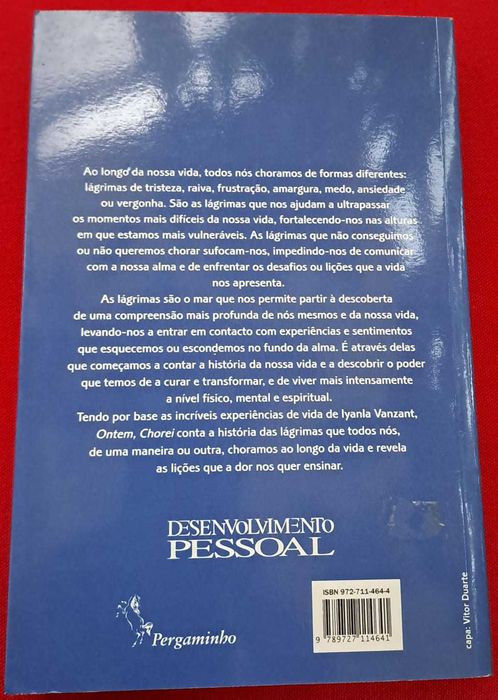 Ao longo da nossa vida, todos nós choramos de formas diferentes:
lágrimas de tristeza, raiva, frustração, amargura, medo, ansiedade
ou vergonha. São as lágrimas que nos ajudam a ultrapassar
os momentos mais difíceis da nossa vida, fortalecendo-nos nas alturas
em que estamos mais vulneráveis. As lágrimas que não conseguimos
ou não queremos chorar sufocam-nos, impedindo-nos de comunicar
com a nossa alma e de enfrentar os desafios ou lições que a vida
nos apresenta.
As lágrimas são o mar que nos permite partir à descoberta
de uma compreensão mais profunda de nós mesmos e da nossa vida,
levando-nos a entrar em contacto com experiências e sentimentos
que esquecemos ou escondemos no fundo da alma. É através delas
que começamos a contar a história da nossa vida e a descobrir o poder
que temos de a curar e transformar, e de viver mais intensamente
a nível físico, mental e espiritual.
Tendo por base as incríveis experiências de vida de Iyanla Vanzant,
Ontem, Chorei conta a história das lágrimas que todos nós,
de uma maneira ou outra, choramos ao longo da vida e revela
as lições que a dor nos quer ensinar.
DESENVOLVIMENTO
PESSOAL
Pergaminho
ISBN 972-711-464-4
9 789727 114641
capa: Vítor Duarte